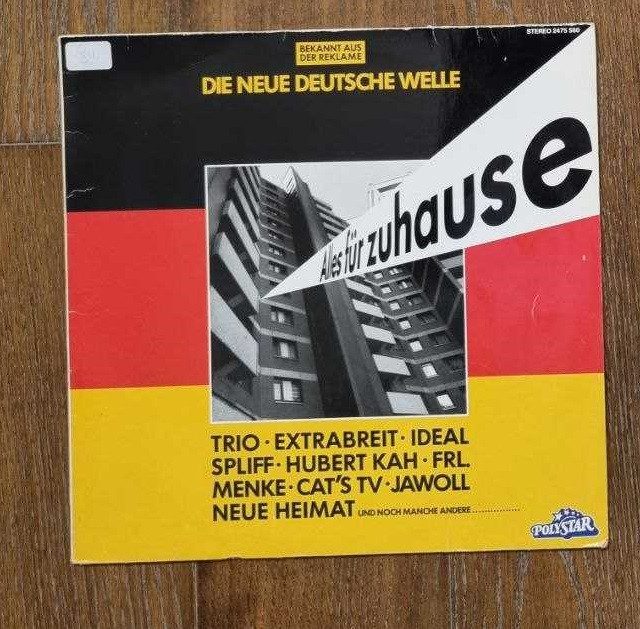 STEREO 2475 560
BEKANNT AUS
DER REKLAME
DIE NEUE DEUTSCHE WELLE
Alles für zuhause
TRIO · EXTRABREIT · IDEAL
SPLIFF · HUBERT KAH · FRL.
MENKE · CAT'S TV · JAWOLL
NEUE HEIMAT UND NOCH MANCHE ANDERE................
POLYSTAR